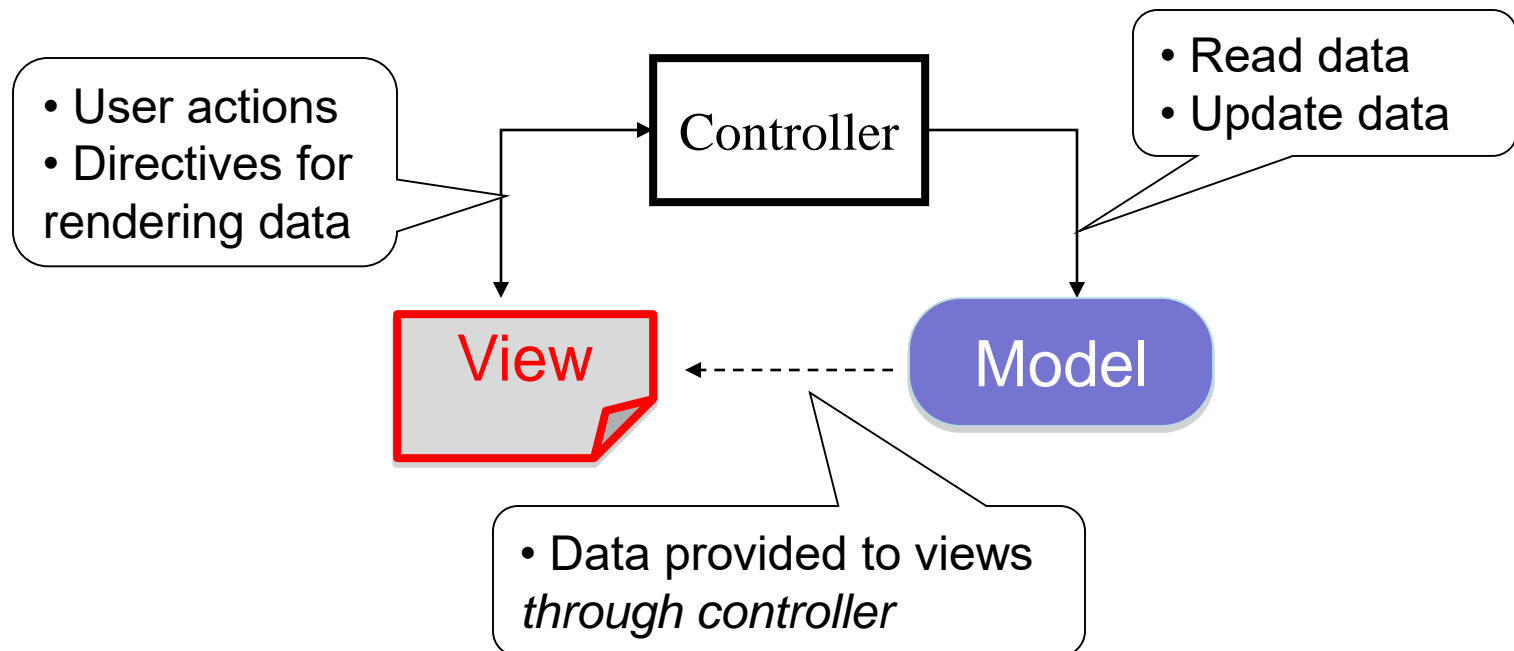 • User actions
• Directives for
rendering data
Controller
• Read data
• Update data
View
Model
• Data provided to views
through controller